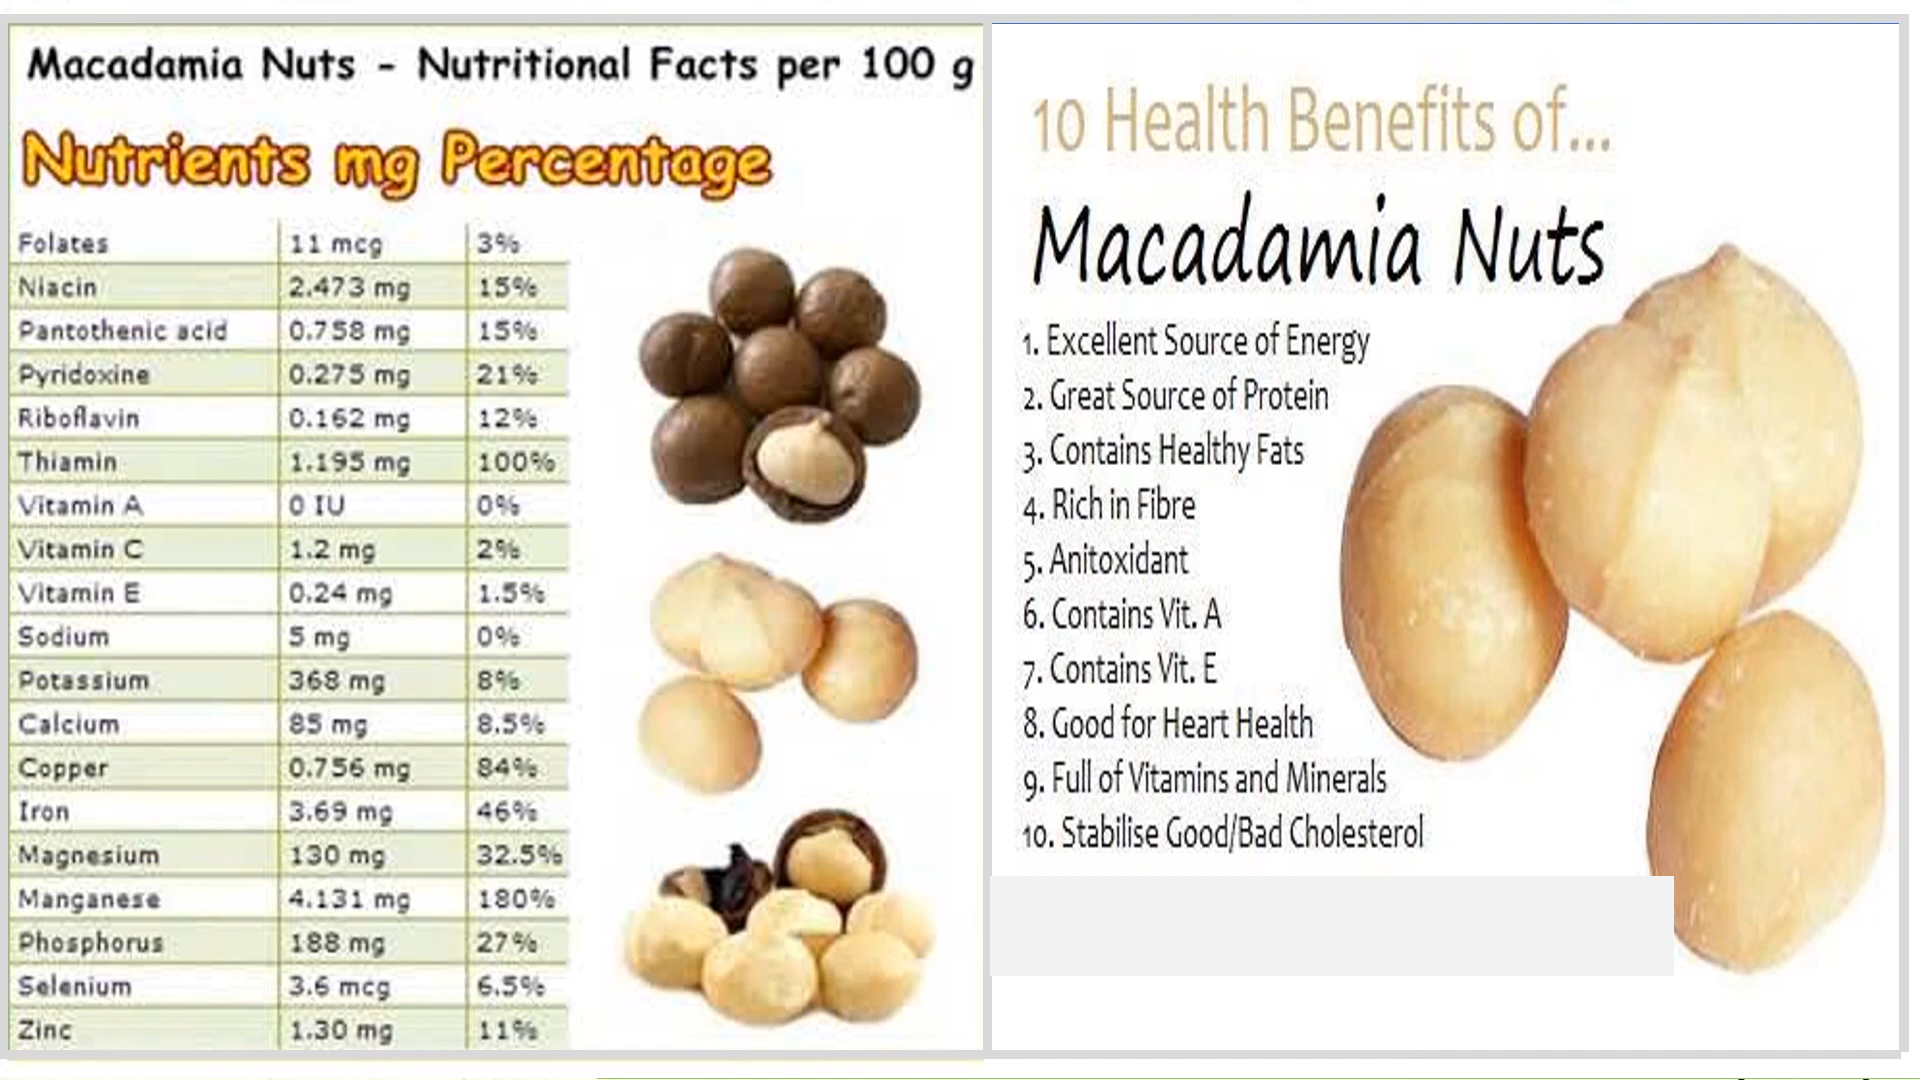 Macadamia Nuts - Nutritional Facts per 100 g
Nutrients mg Percentage
Folates 11 mcg 3%
Niacin 2.473 mg 15%
Pantothenic acid 0.758 mg 15%
Pyridoxine 0.275 mg 21%
Riboflavin 0.162 mg 12%
Thiamin 1.195 mg 100%
Vitamin A 0 IU 0%
Vitamin C 1.2 mg 2%
Vitamin E 0.24 mg 1.5%
Sodium 5 mg 0%
Potassium 368 mg 8%
Calcium 85 mg 8.5%
Copper 0.756 mg 84%
Iron 3.69 mg 46%
Magnesium 130 mg 32.5%
Manganese 4.131 mg 180%
Phosphorus 188 mg 27%
Selenium 3.6 mcg 6.5%
Zinc 1.30 mg 11%
10 Health Benefits of...
Macadamia Nuts
1. Excellent Source of Energy
2. Great Source of Protein
3. Contains Healthy Fats
4. Rich in Fibre
5. Anitoxidant
6. Contains Vit. A
7. Contains Vit. E
8. Good for Heart Health
9. Full of Vitamins and Minerals
10. Stabilise Good/Bad Cholesterol